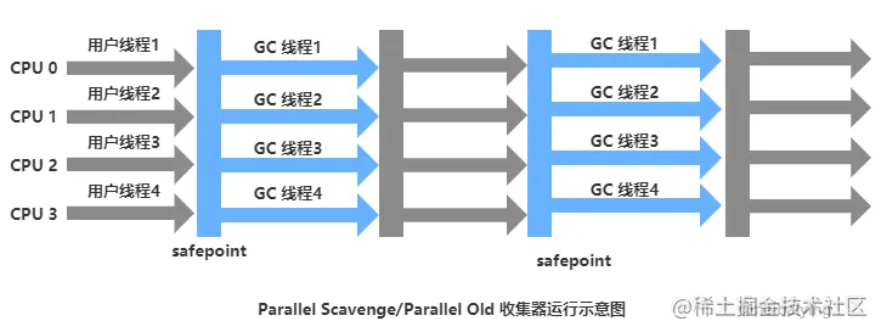 用户线程1
GC 线程1
GC 线程1
CPU 0
用户线程2
GC 线程2
GC 线程2
CPU 1
用户线程3
GC 线程3
GC 线程3
CPU 2
用户线程4
GC 线程4
GC 线程4
CPU 3
safepoint
safepoint
Parallel Scavenge/Parallel Old 收集器运行示意图
@稀土掘金技术社区